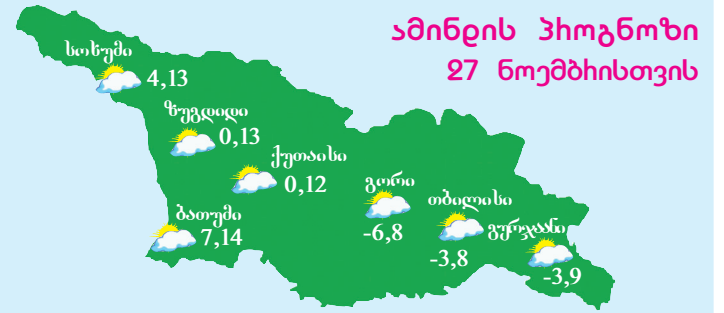 ამინდის პროგნოზი
27 ნოემბრისთვის
სოხუმი
4,13
ზუგდიდი
0,13
ქუთაისი
0,12
გორი
-6,8
თბილისი
-3,8
გურჯაანი
-3,9
ბათუმი
7,14